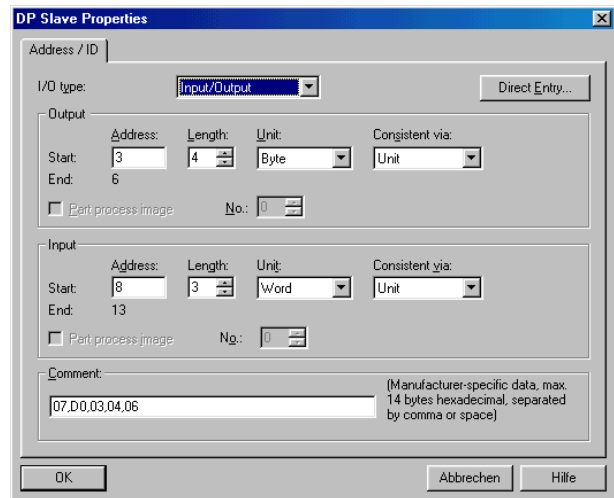 DP Slave Properties
Address / ID
I/O type: Input/Output Direct Entry...
Output
Address: Length: Unit: Consistent via:
Start: 3 4 Byte Unit
End: 6
Part process image No.: 0
Input
Address: Length: Unit: Consistent via:
Start: 8 3 Word Unit
End: 13
Part process image No.: 0
Comment:
07,D0,03,04,06
(Manufacturer-specific data, max.
14 bytes hexadecimal, separated
by comma or space)
OK Abbrechen Hilfe